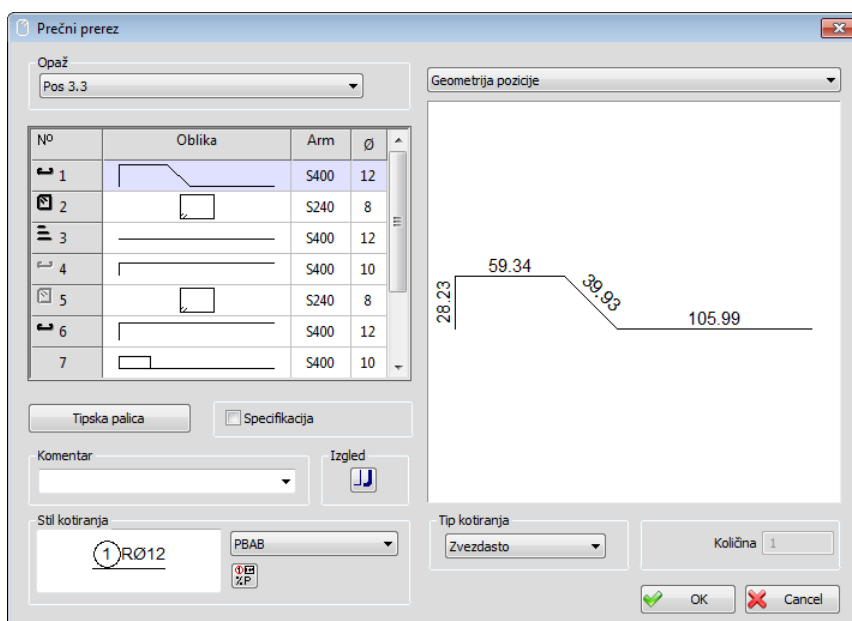 Prečni prerez
Opaž
Pos 3.3
Geometrija pozicije
Nº Oblika Arm Ø
1 S400 12
2 S240 8
3 S400 12
4 S400 10
5 S240 8
6 S400 12
7 S400 10
28.23
59.34
39.93
105.99
Tipska palica
Specifikacija
Komentar
Izgled
Stil kotiranja
1 RØ12
PBAB
Tip kotiranja
Zvezdasto
Količina 1
OK
Cancel